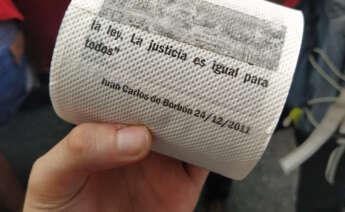 la ley. La justicia es igual para
todos"
Juan Carlos de Borbón 24/12/2011